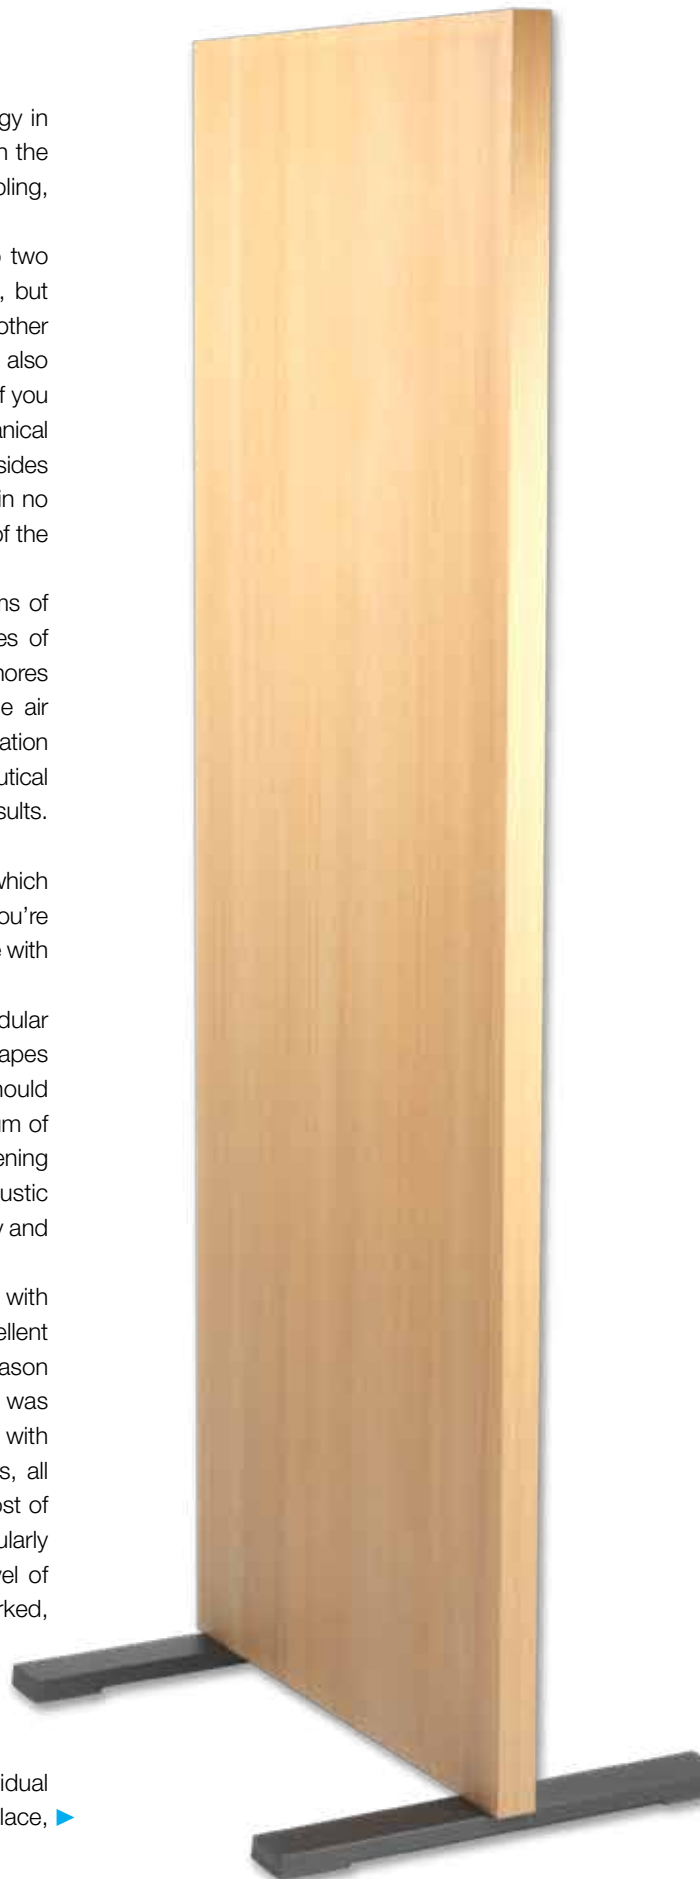 gy in
n the
oling,
o two
, but
other
also
f you
anical
sides
in no
of the
ns of
es of
nores
e air
ation
utical
sults.
which
ou're
e with
dular
apes
hould
um of
ening
ustic
y and
with
ellent
ason
was
with
s, all
ost of
ularly
vel of
rked,
idual
lace, ►